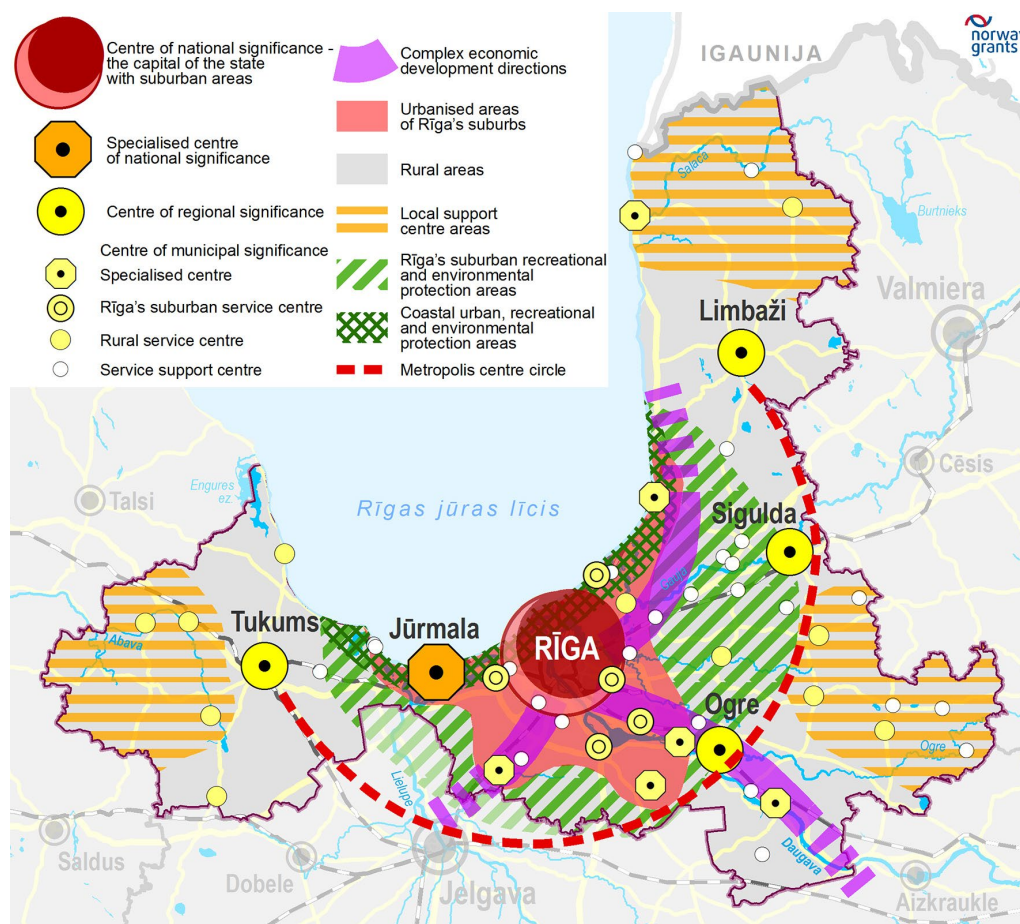 Centre of national significance -
the capital of the state
with suburban areas
Specialised centre
of national significance
Centre of regional significance
Centre of municipal significance
Specialised centre
Rīga's suburban service centre
Rural service centre
Service support centre
Complex economic
development directions
Urbanised areas
of Rīga's suburbs
Rural areas
Local support
centre areas
Rīga's suburban recreational
and environmental
protection areas
Coastal urban, recreational
and environmental
protection areas
Metropolis centre circle
norway
grants
IGAUNIJA
Salaca
Burtnieks
Valmiera
Limbaži
Cēsis
Talsi
Engures
ez.
Rīgas jūras līcis
Sigulda
Gauja
Tukums
Jūrmala
RĪGA
Abava
Ogre
Ogre
Lielupe
Daugava
Saldus
Dobele
Jelgava
Aizkraukle